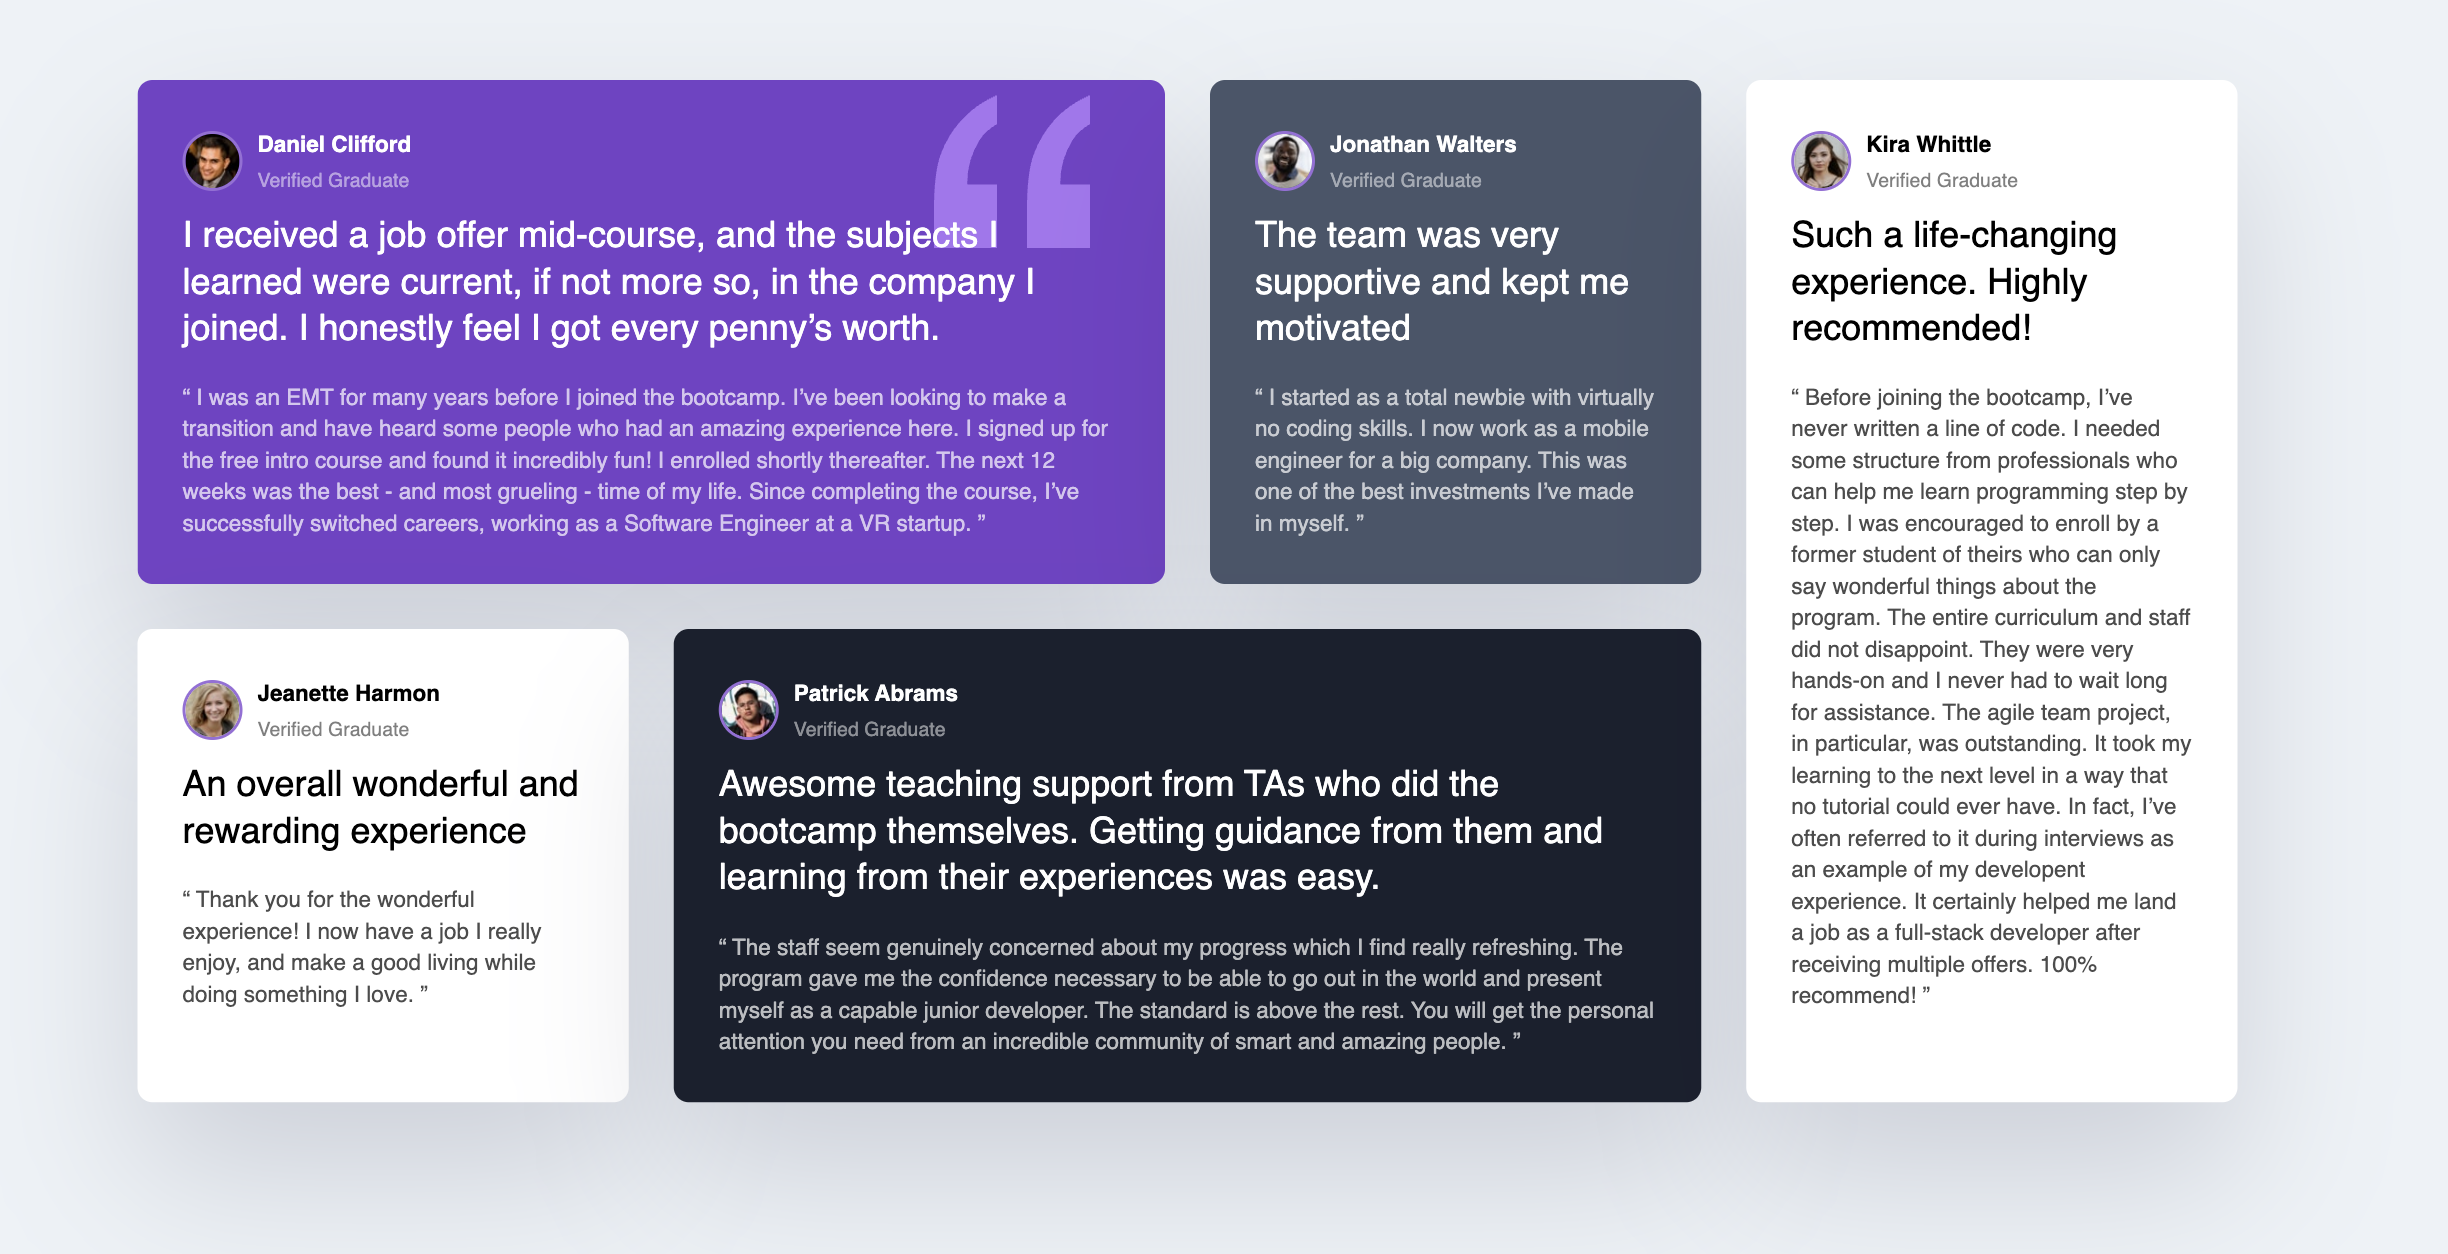 Daniel Clifford
Verified Graduate
I received a job offer mid-course, and the subjects I
learned were current, if not more so, in the company I
joined. I honestly feel I got every penny’s worth.
“ I was an EMT for many years before I joined the bootcamp. I’ve been looking to make a
transition and have heard some people who had an amazing experience here. I signed up for
the free intro course and found it incredibly fun! I enrolled shortly thereafter. The next 12
weeks was the best - and most grueling - time of my life. Since completing the course, I’ve
successfully switched careers, working as a Software Engineer at a VR startup. ”
Jonathan Walters
Verified Graduate
The team was very
supportive and kept me
motivated
“ I started as a total newbie with virtually
no coding skills. I now work as a mobile
engineer for a big company. This was
one of the best investments I’ve made
in myself. ”
Kira Whittle
Verified Graduate
Such a life-changing
experience. Highly
recommended!
“ Before joining the bootcamp, I’ve
never written a line of code. I needed
some structure from professionals who
can help me learn programming step by
step. I was encouraged to enroll by a
former student of theirs who can only
say wonderful things about the
program. The entire curriculum and staff
did not disappoint. They were very
hands-on and I never had to wait long
for assistance. The agile team project,
in particular, was outstanding. It took my
learning to the next level in a way that
no tutorial could ever have. In fact, I’ve
often referred to it during interviews as
an example of my developent
experience. It certainly helped me land
a job as a full-stack developer after
receiving multiple offers. 100%
recommend! ”
Jeanette Harmon
Verified Graduate
An overall wonderful and
rewarding experience
“ Thank you for the wonderful
experience! I now have a job I really
enjoy, and make a good living while
doing something I love. ”
Patrick Abrams
Verified Graduate
Awesome teaching support from TAs who did the
bootcamp themselves. Getting guidance from them and
learning from their experiences was easy.
“ The staff seem genuinely concerned about my progress which I find really refreshing. The
program gave me the confidence necessary to be able to go out in the world and present
myself as a capable junior developer. The standard is above the rest. You will get the personal
attention you need from an incredible community of smart and amazing people. ”